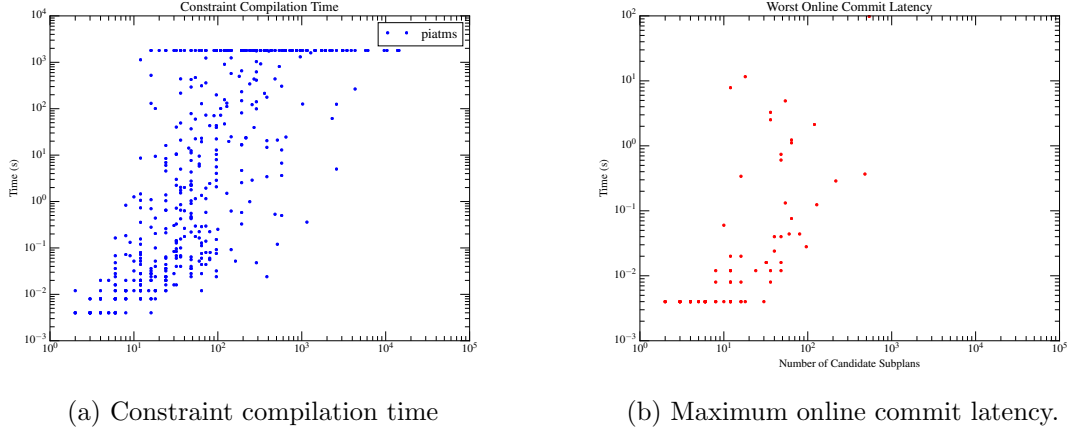 Constraint Compilation Time
piatms
Time (s)
10^4
10^3
10^2
10^1
10^0
10^-1
10^-2
10^-3
10^0 10^1 10^2 10^3 10^4 10^5
(a) Constraint compilation time
Worst Online Commit Latency
Time (s)
10^2
10^1
10^0
10^-1
10^-2
10^-3
10^0 10^1 10^2 10^3 10^4 10^5
Number of Candidate Subplans
(b) Maximum online commit latency.